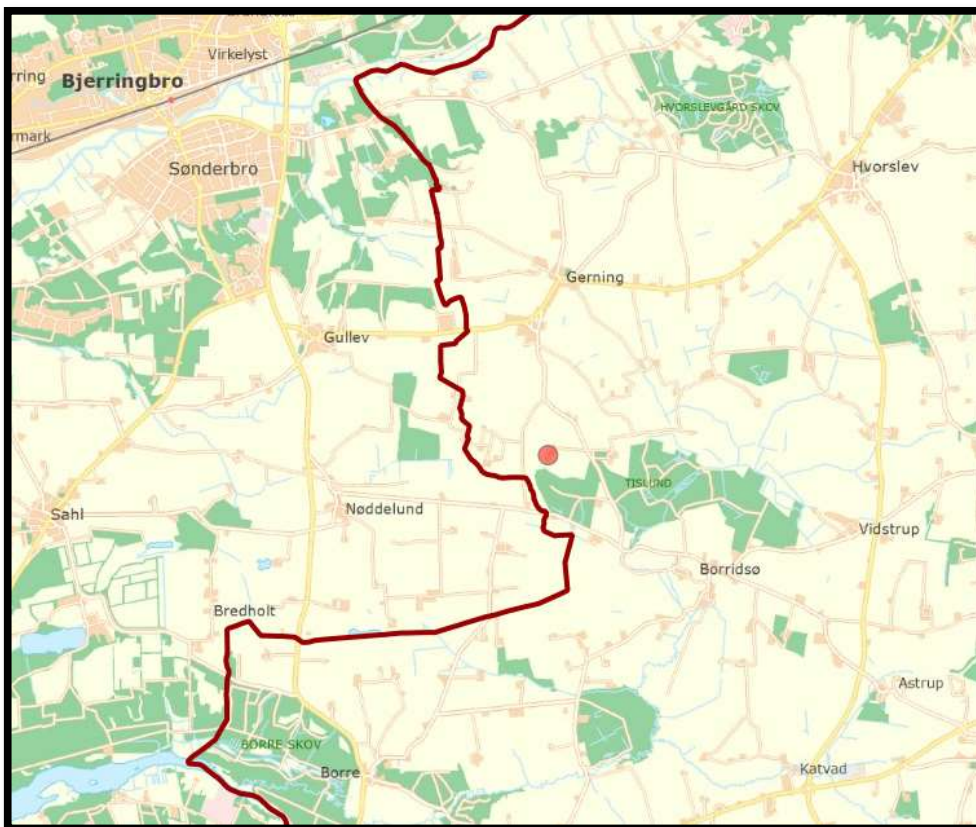 Virkelyst
rring
Bjerringbro
HVORSLEVGÅRD SKOV
rmark
Sønderbro
Hvorslev
Gerning
Gullev
TISLUND
Sahl
Nøddelund
Vidstrup
Borridsø
Bredholt
Astrup
BORRE SKOV
Borre
Katvad